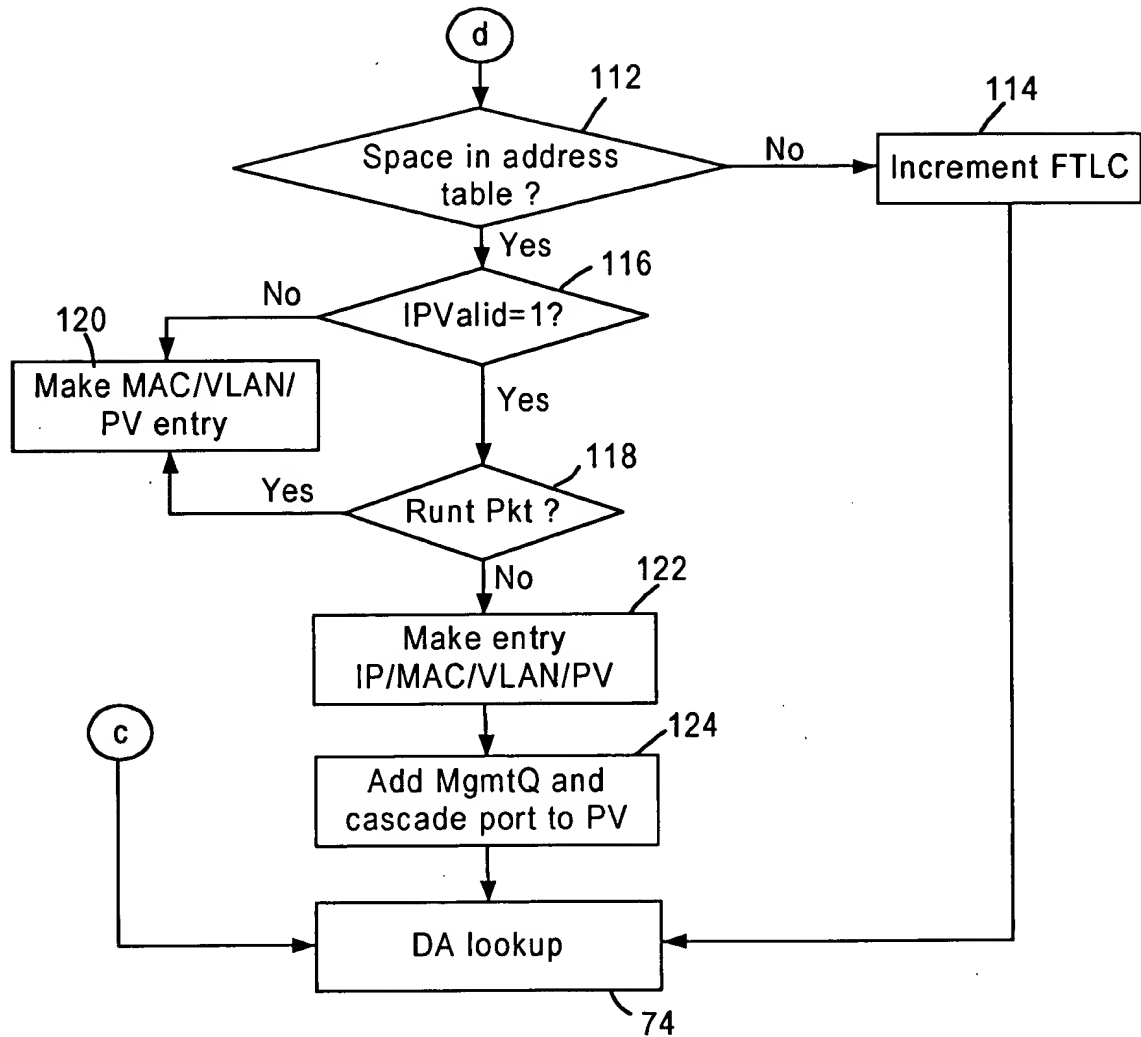 d
112
Space in address
table ?
No
114
Increment FTLC
Yes
116
IPValid=1?
No
120
Make MAC/VLAN/
PV entry
Yes
118
Runt Pkt ?
Yes
No
122
Make entry
IP/MAC/VLAN/PV
c
124
Add MgmtQ and
cascade port to PV
DA lookup
74